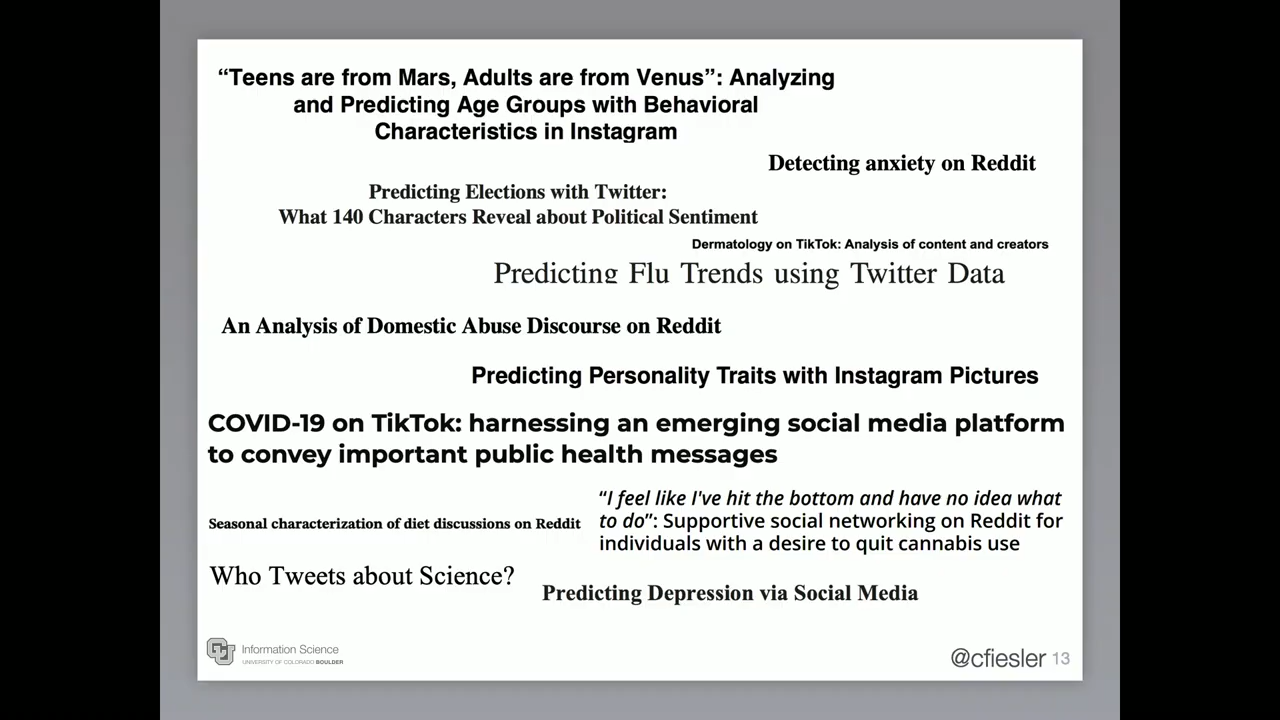 “Teens are from Mars, Adults are from Venus”: Analyzing
and Predicting Age Groups with Behavioral
Characteristics in Instagram
Detecting anxiety on Reddit
Predicting Elections with Twitter:
What 140 Characters Reveal about Political Sentiment
Dermatology on TikTok: Analysis of content and creators
Predicting Flu Trends using Twitter Data
An Analysis of Domestic Abuse Discourse on Reddit
Predicting Personality Traits with Instagram Pictures
COVID-19 on TikTok: harnessing an emerging social media platform
to convey important public health messages
“I feel like I've hit the bottom and have no idea what
to do”: Supportive social networking on Reddit for
individuals with a desire to quit cannabis use
Seasonal characterization of diet discussions on Reddit
Who Tweets about Science?
Predicting Depression via Social Media
CU
Information Science
UNIVERSITY OF COLORADO BOULDER
@cfiesler 13